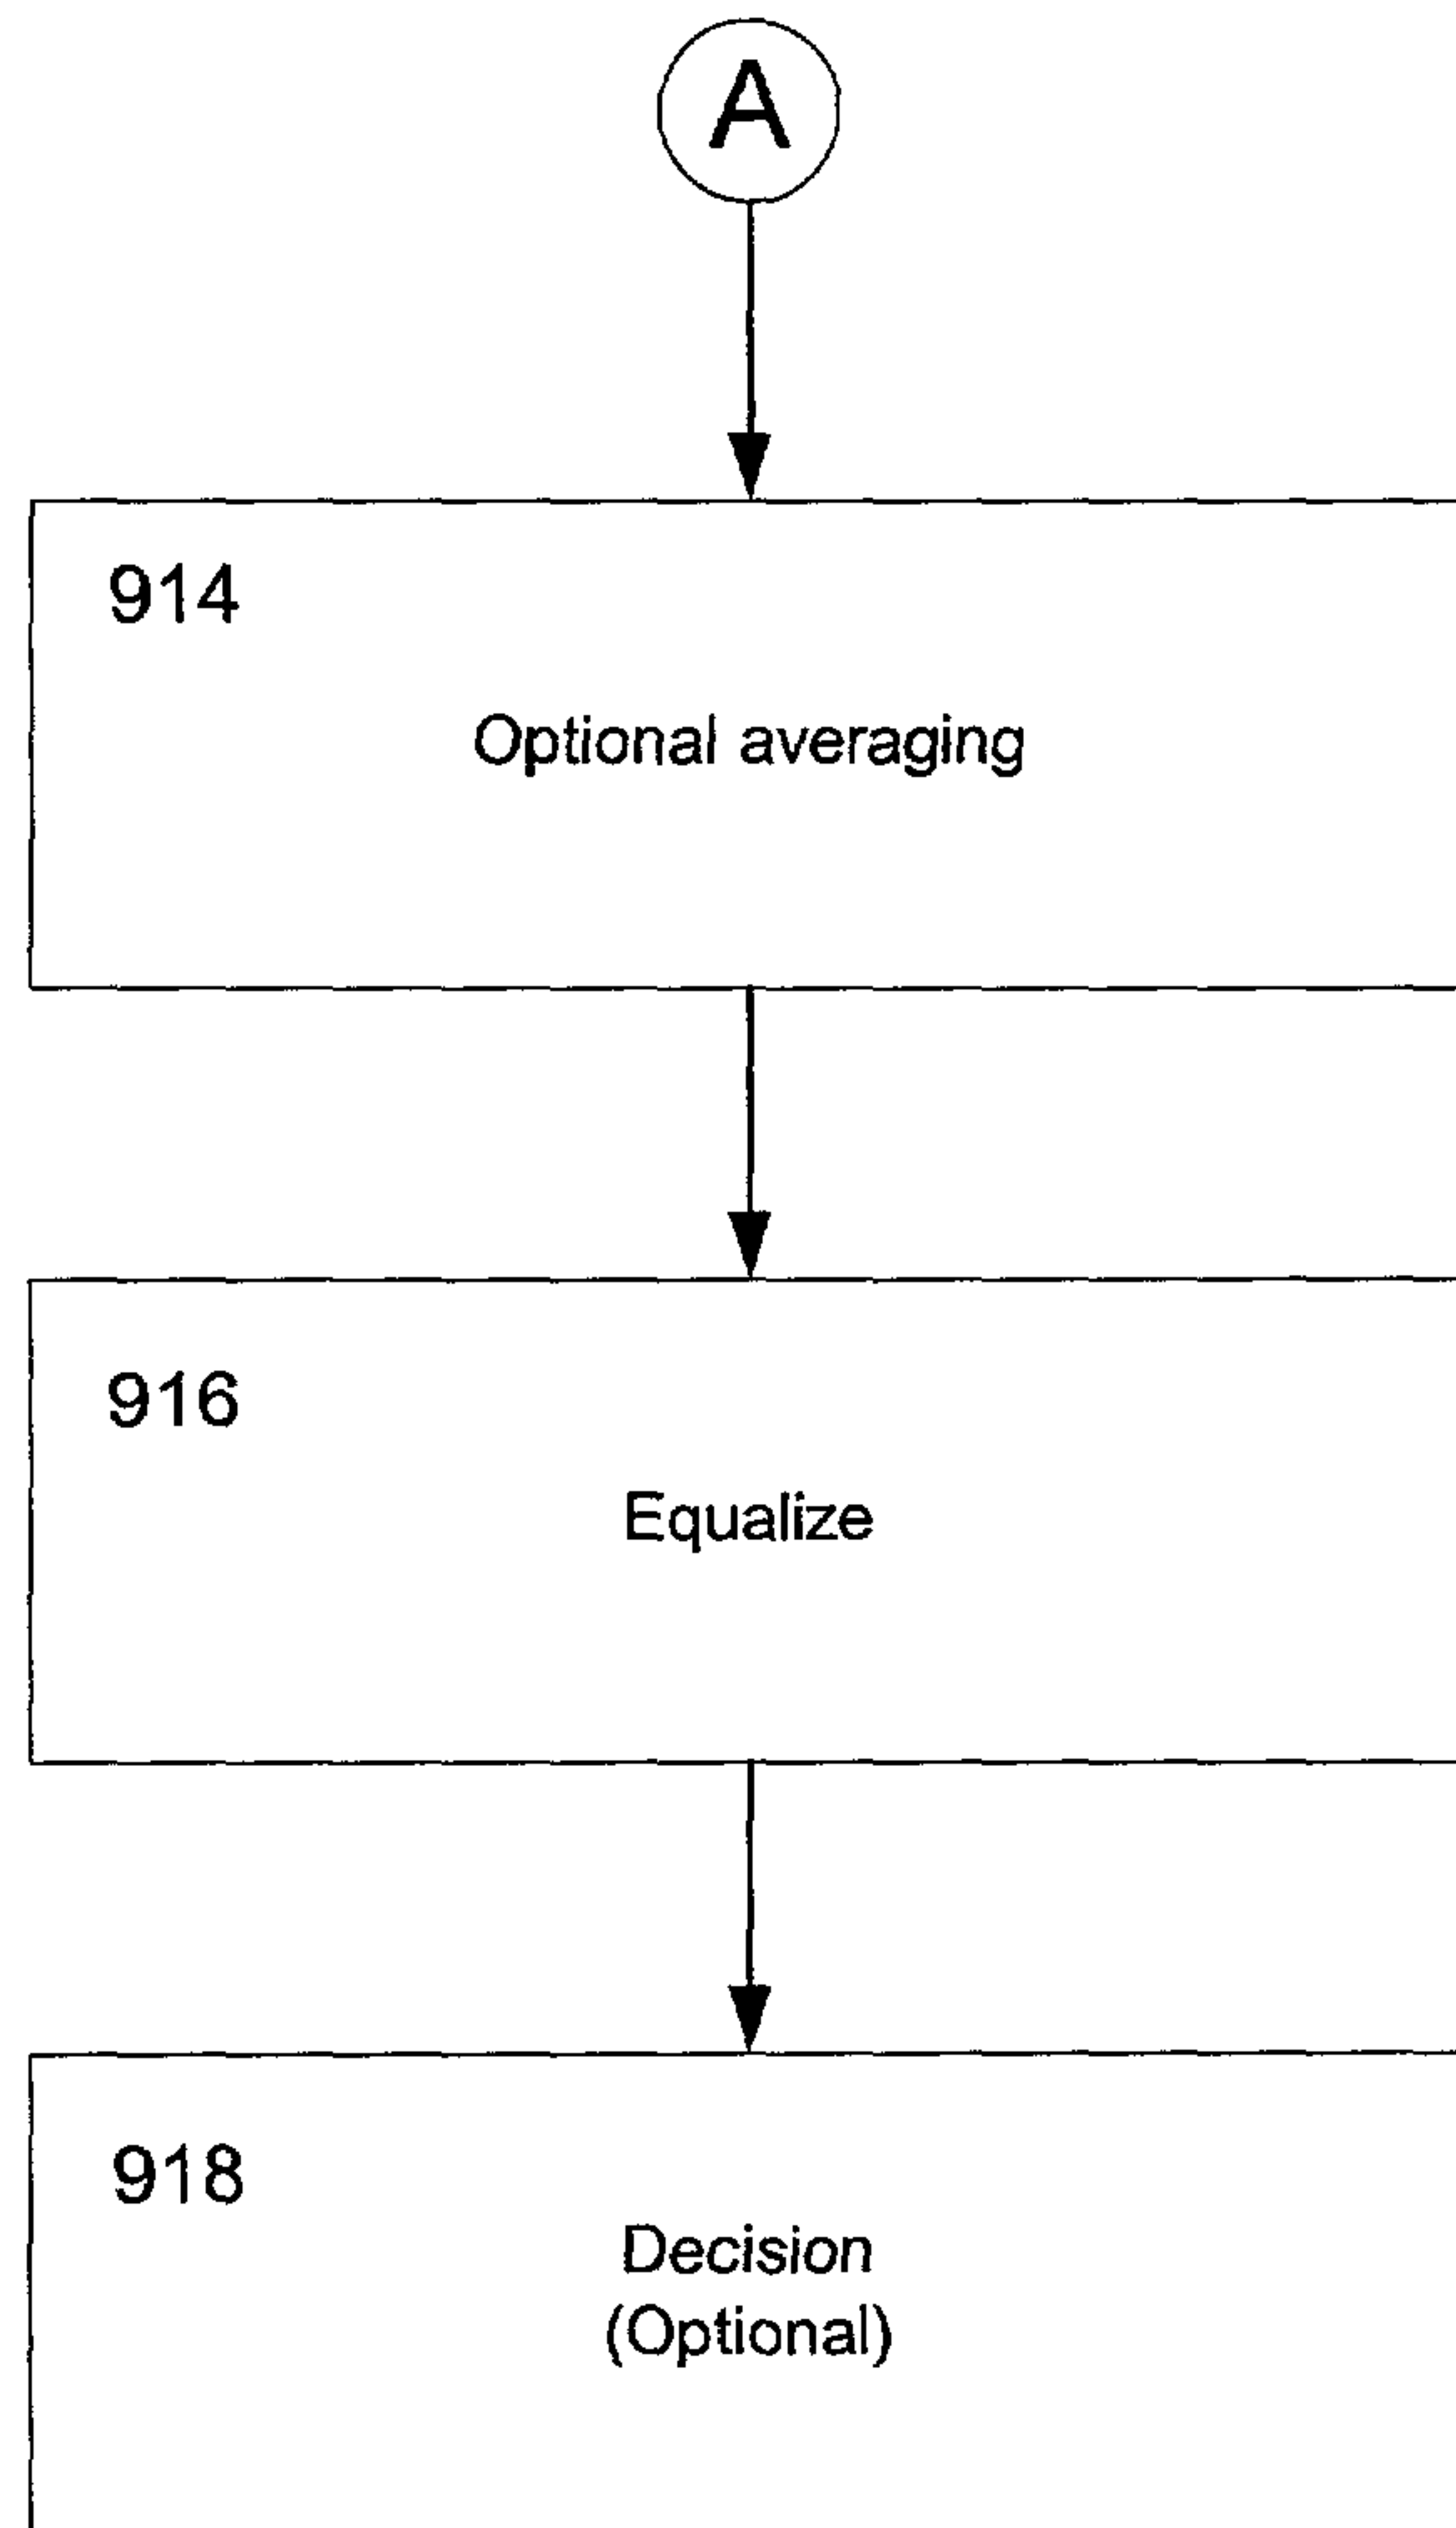 A
914
Optional averaging
916
Equalize
918
Decision
(Optional)